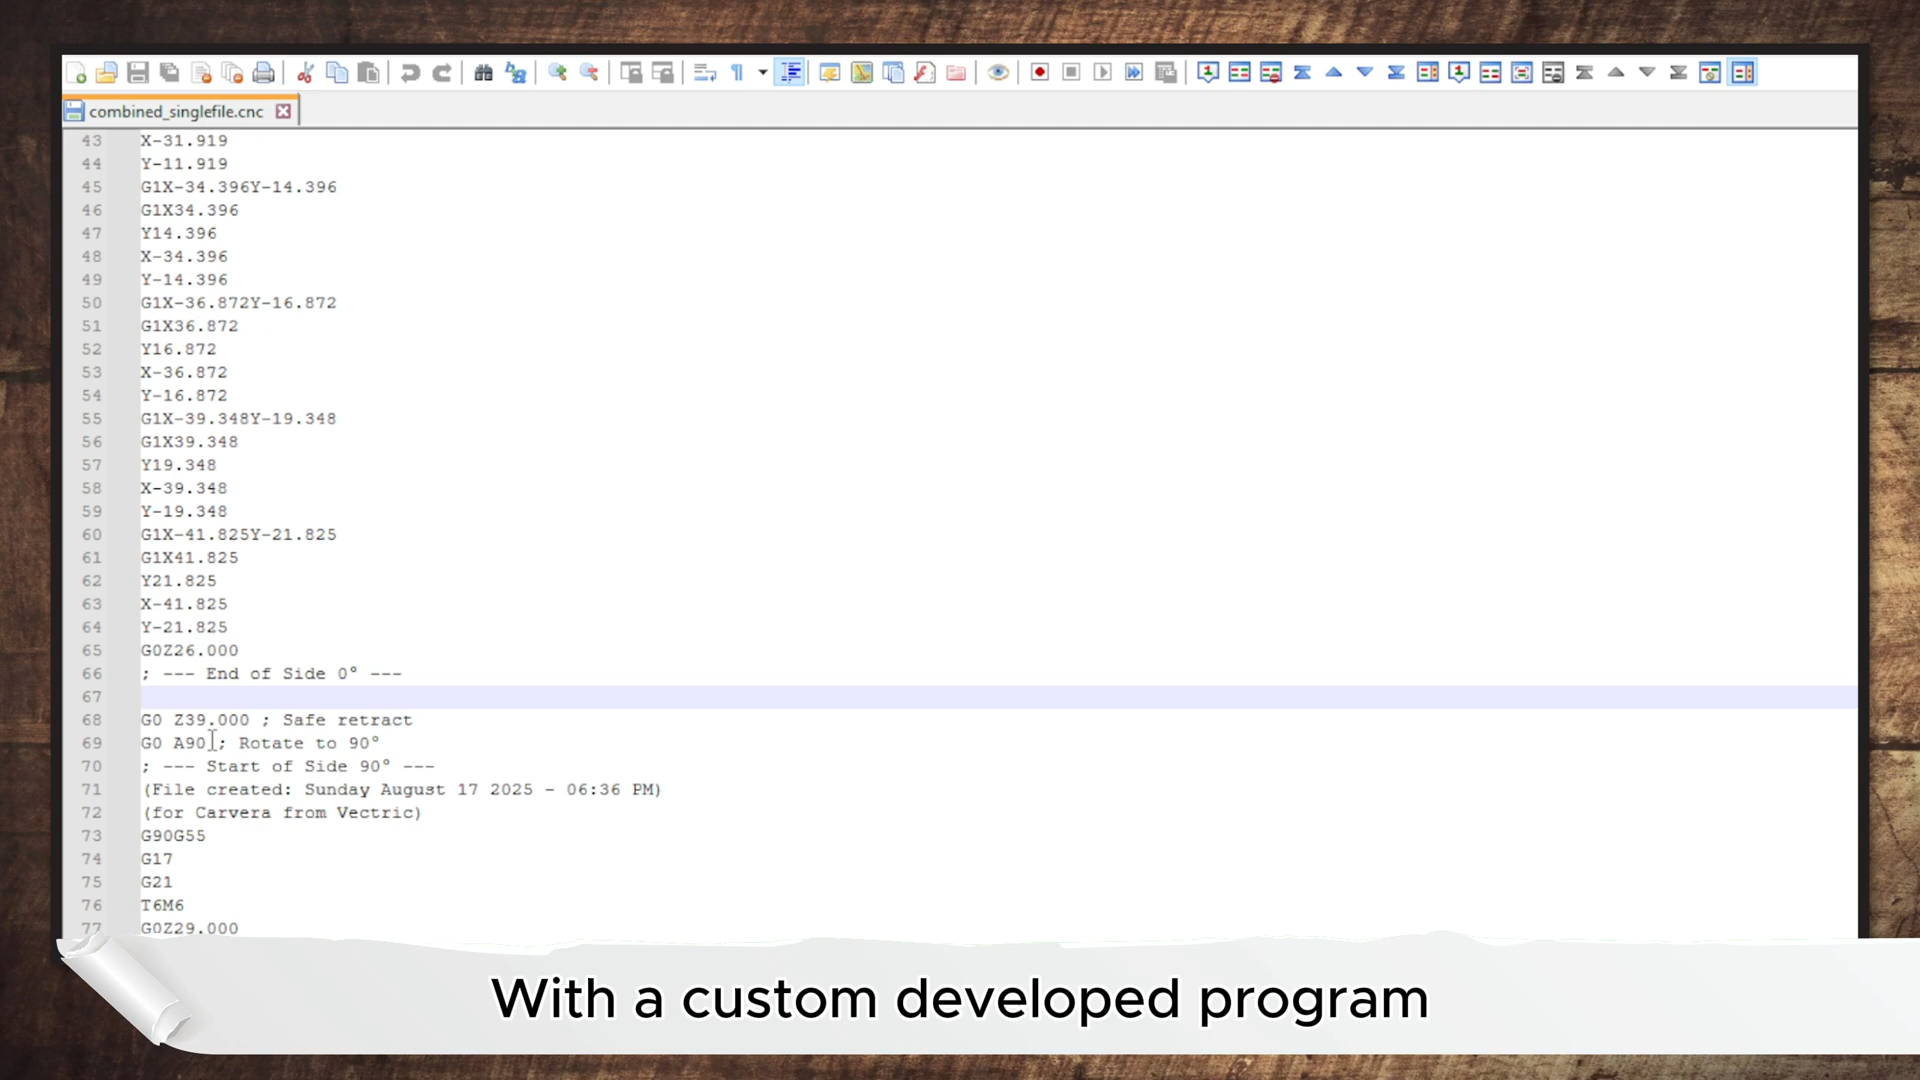 combined_singlefile.cnc
43 X-31.919
44 Y-11.919
45 G1X-34.396Y-14.396
46 G1X34.396
47 Y14.396
48 X-34.396
49 Y-14.396
50 G1X-36.872Y-16.872
51 G1X36.872
52 Y16.872
53 X-36.872
54 Y-16.872
55 G1X-39.348Y-19.348
56 G1X39.348
57 Y19.348
58 X-39.348
59 Y-19.348
60 G1X-41.825Y-21.825
61 G1X41.825
62 Y21.825
63 X-41.825
64 Y-21.825
65 G0Z26.000
66 ; --- End of Side 0° ---
67
68 G0 Z39.000 ; Safe retract
69 G0 A90 ; Rotate to 90°
70 ; --- Start of Side 90° ---
71 (File created: Sunday August 17 2025 - 06:36 PM)
72 (for Carvera from Vectric)
73 G90G55
74 G17
75 G21
76 T6M6
77 G0Z29.000
With a custom developed program